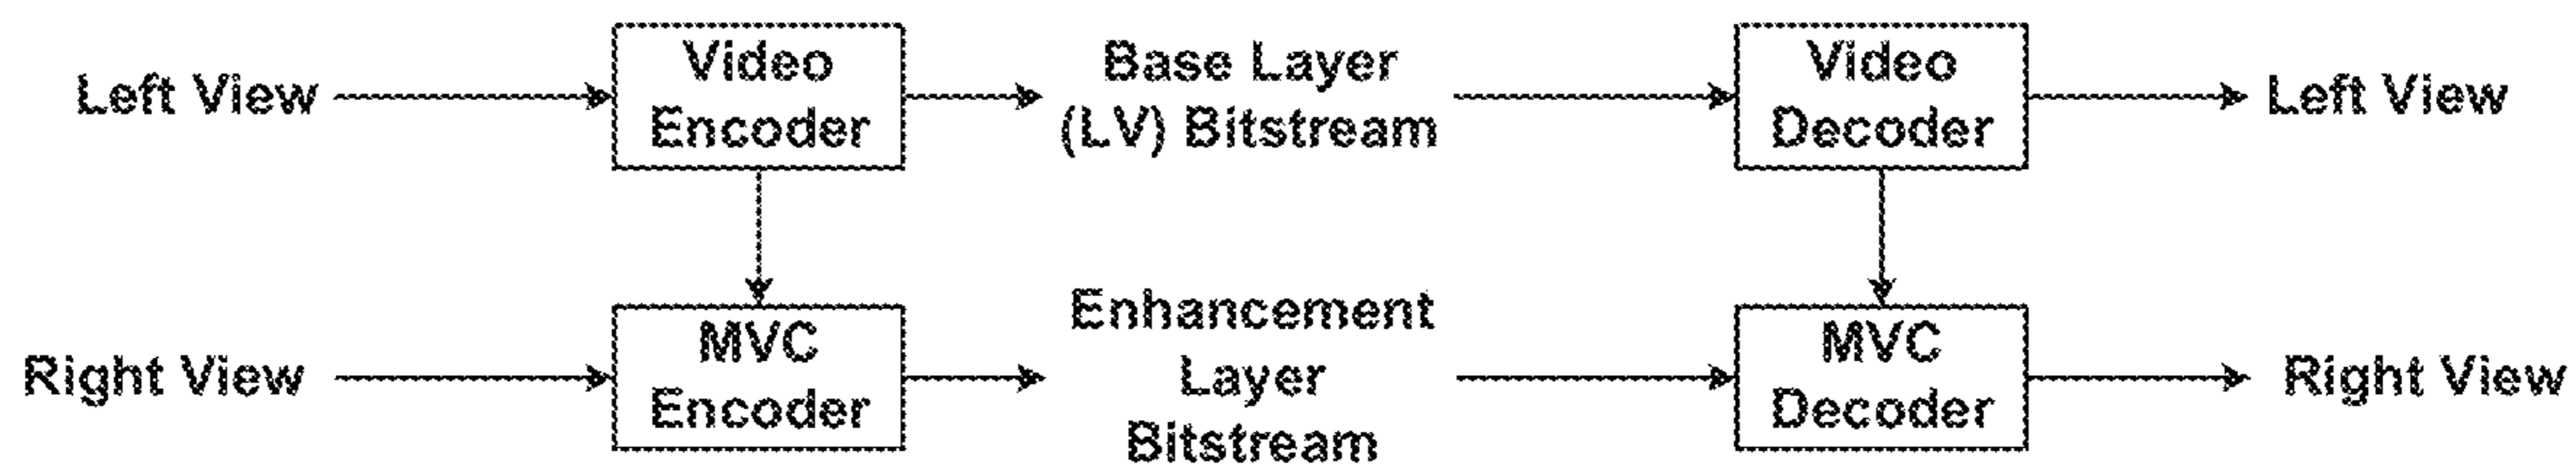 Left View
Video
Encoder
Base Layer
(LV) Bitstream
Video
Decoder
Left View
Right View
MVC
Encoder
Enhancement
Layer
Bitstream
MVC
Decoder
Right View